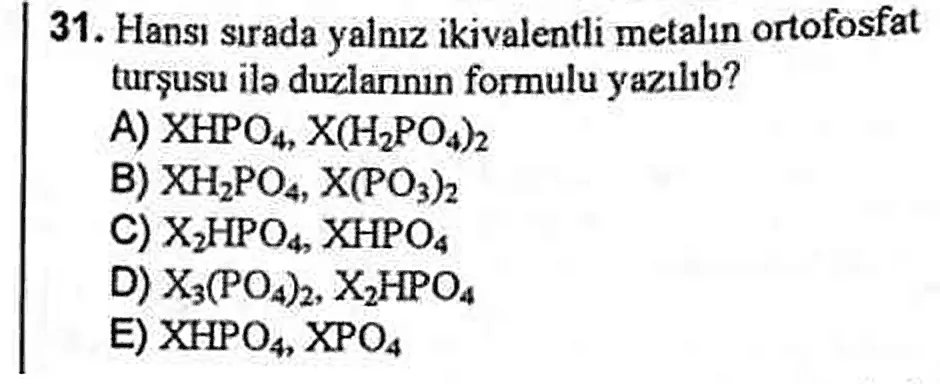 31. Hansı sırada yalnız ikivalentli metalın ortofosfat
turşusu ilə duzlarının formulu yazılıb?
A) XHPO₄, X(H₂PO₄)₂
B) XH₂PO₄, X(PO₃)₂
C) X₂HPO₄, XHPO₄
D) X₃(PO₄)₂, X₂HPO₄
E) XHPO₄, XPO₄